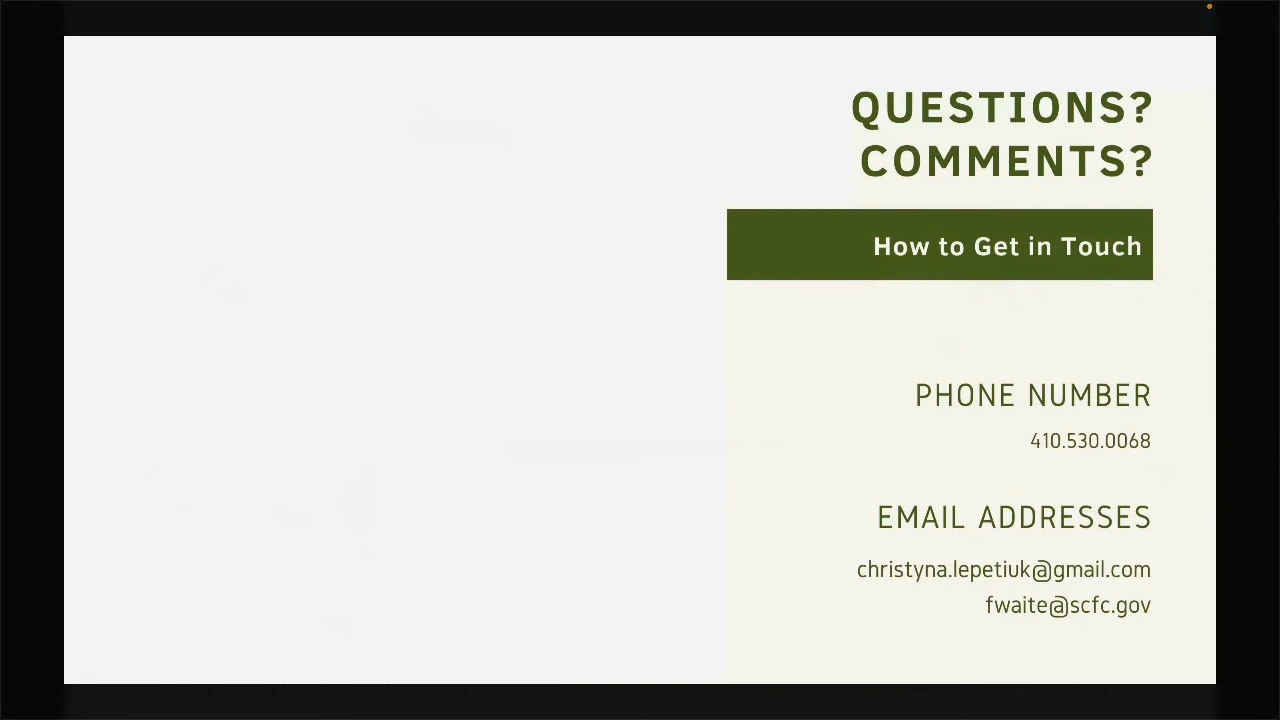 QUESTIONS?
COMMENTS?
How to Get in Touch
PHONE NUMBER
410.530.0068
EMAIL ADDRESSES
christyna.lepetiuk@gmail.com
fwaite@scfc.gov